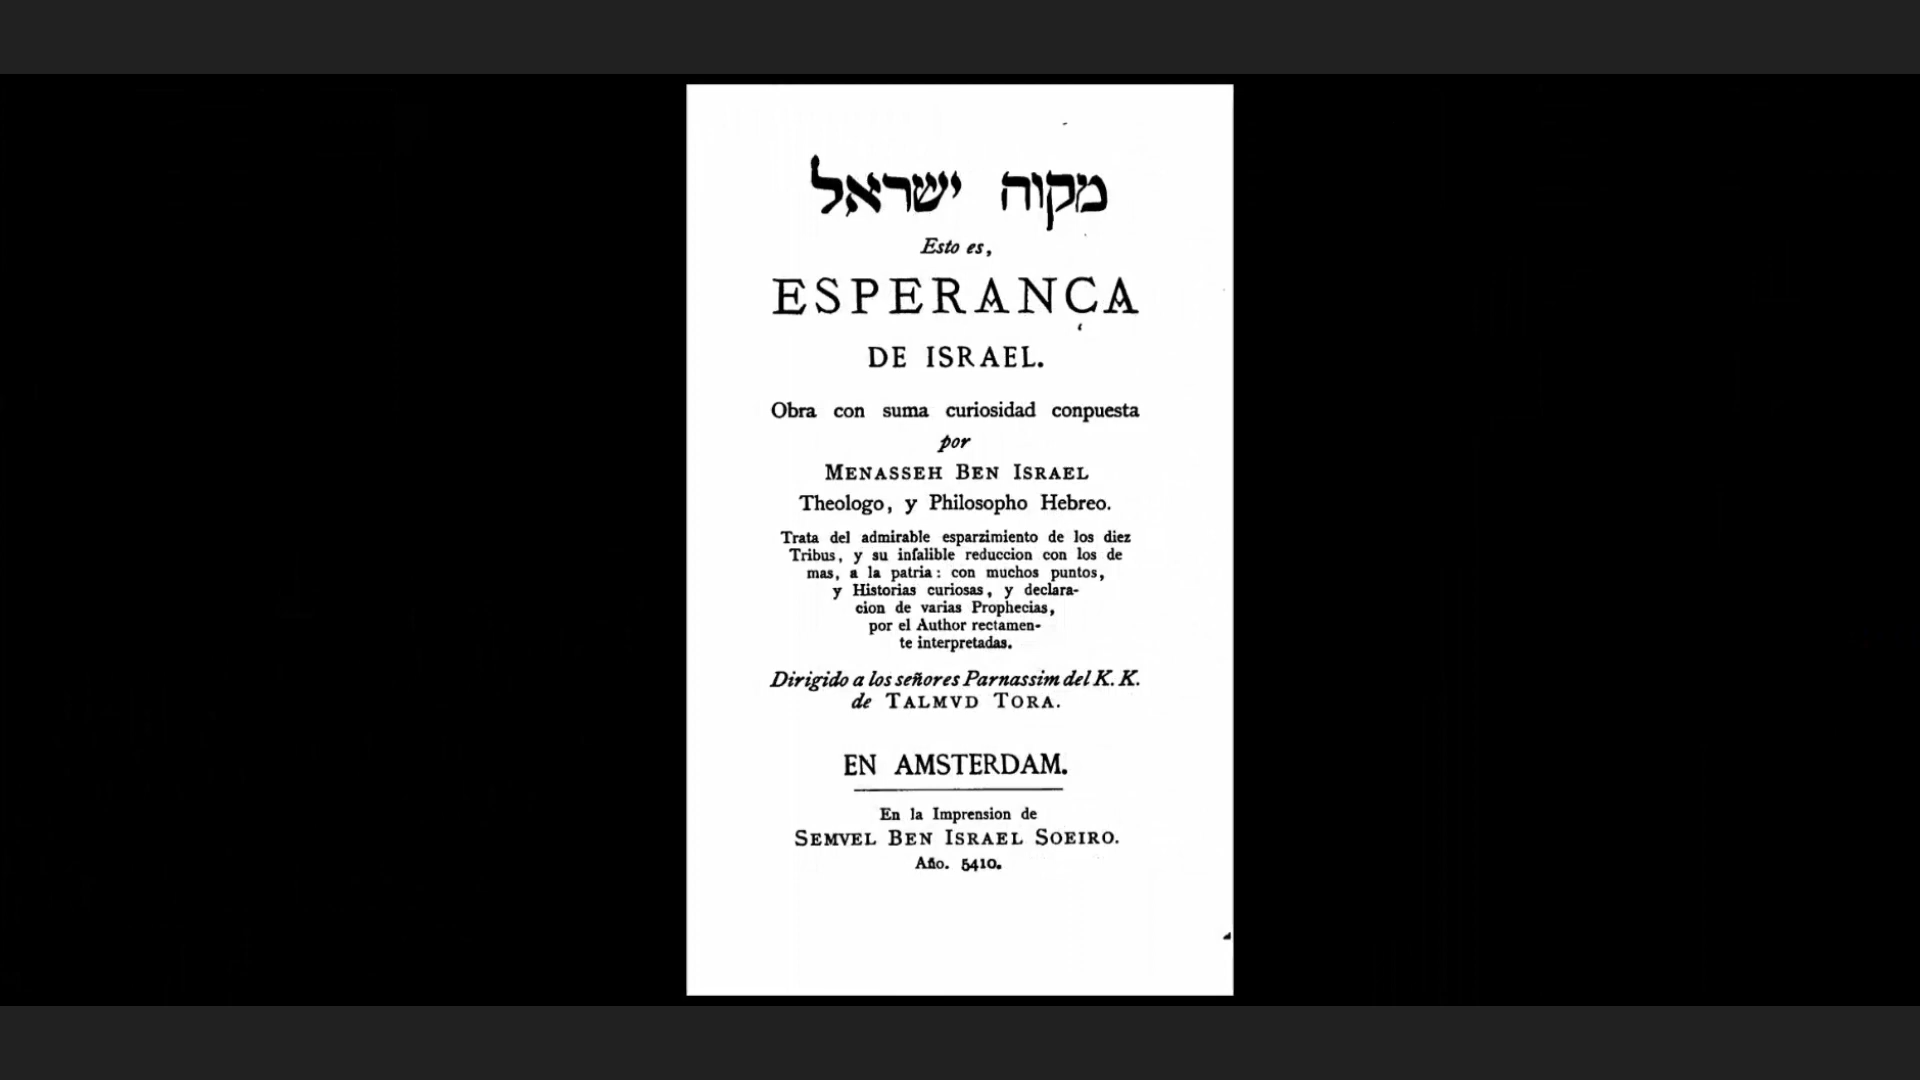 מקוה ישראל
Esto es,
ESPERANÇA
DE ISRAEL.
Obra con suma curiosidad conpuesta
por
MENASSEH BEN ISRAEL
Theologo, y Philosopho Hebreo.
Trata del admirable esparzimiento de los diez
Tribus, y su infalible reduccion con los de
mas, a la patria: con muchos puntos,
y Historias curiosas, y declara-
cion de varias Prophecias,
por el Author rectamen-
te interpretadas.
Dirigido a los señores Parnassim del K. K.
de TALMVD TORA.
EN AMSTERDAM.
En la Imprension de
SEMVEL BEN ISRAEL SOEIRO.
Año. 5410.